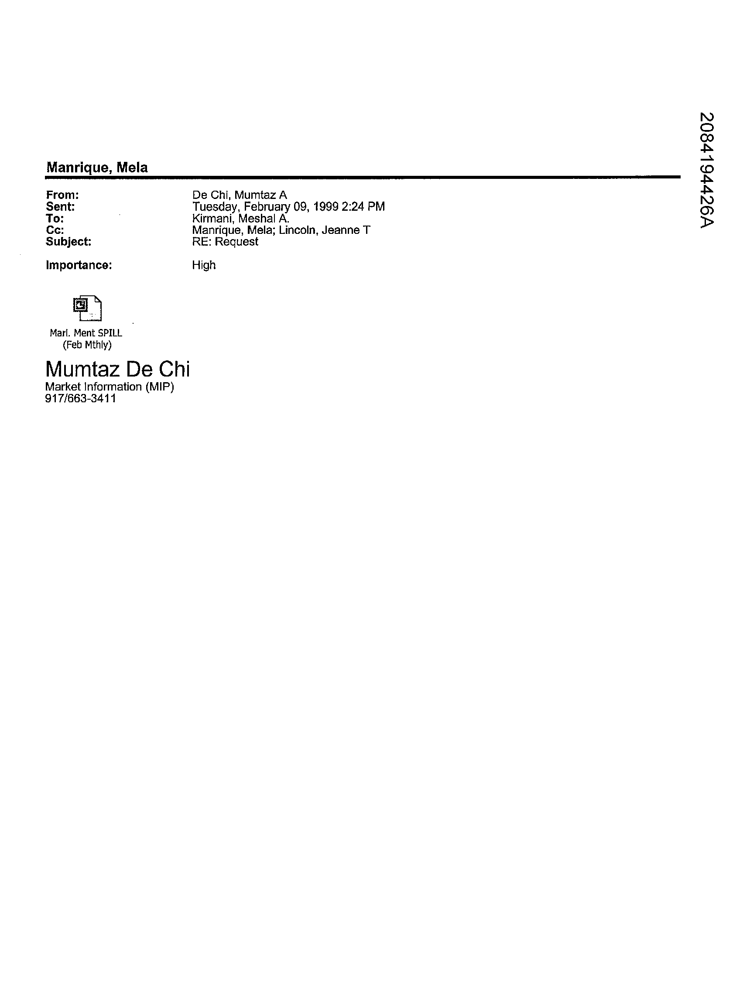 2084194426A
Manrique, Mela
From: De Chi, Mumtaz A
Sent: Tuesday, February 09, 1999 2:24 PM
To: Kirmani, Meshal A.
Cc: Manrique, Mela; Lincoln, Jeanne T
Subject: RE: Request
Importance: High
Marl. Ment SPILL
(Feb Mthly)
Mumtaz De Chi
Market Information (MIP)
917/663-3411